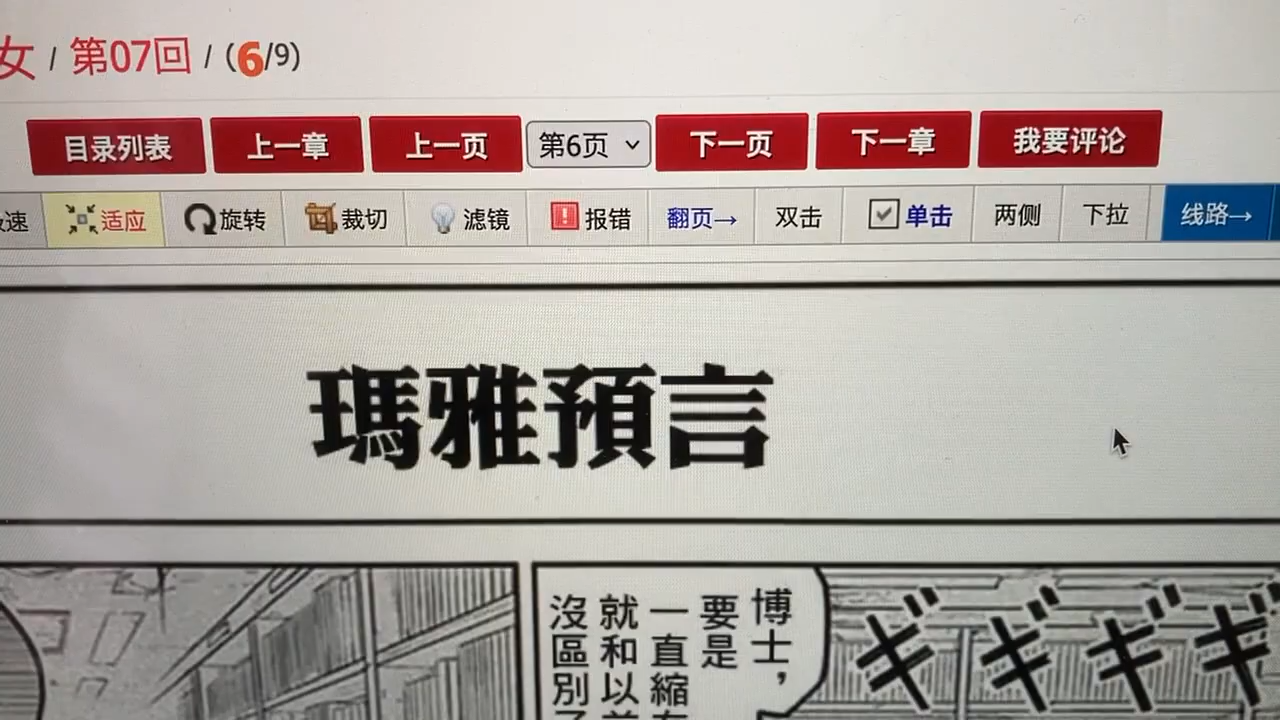 女 / 第07回 / (6/9)
目录列表 上一章 上一页 第6页 下一页 下一章 我要评论
速 适应 旋转 裁切 滤镜 报错 翻页→ 双击 单击 两侧 下拉 线路→
瑪雅預言
博士，
要是
一直縮
就和以
沒區別
ギギギギ